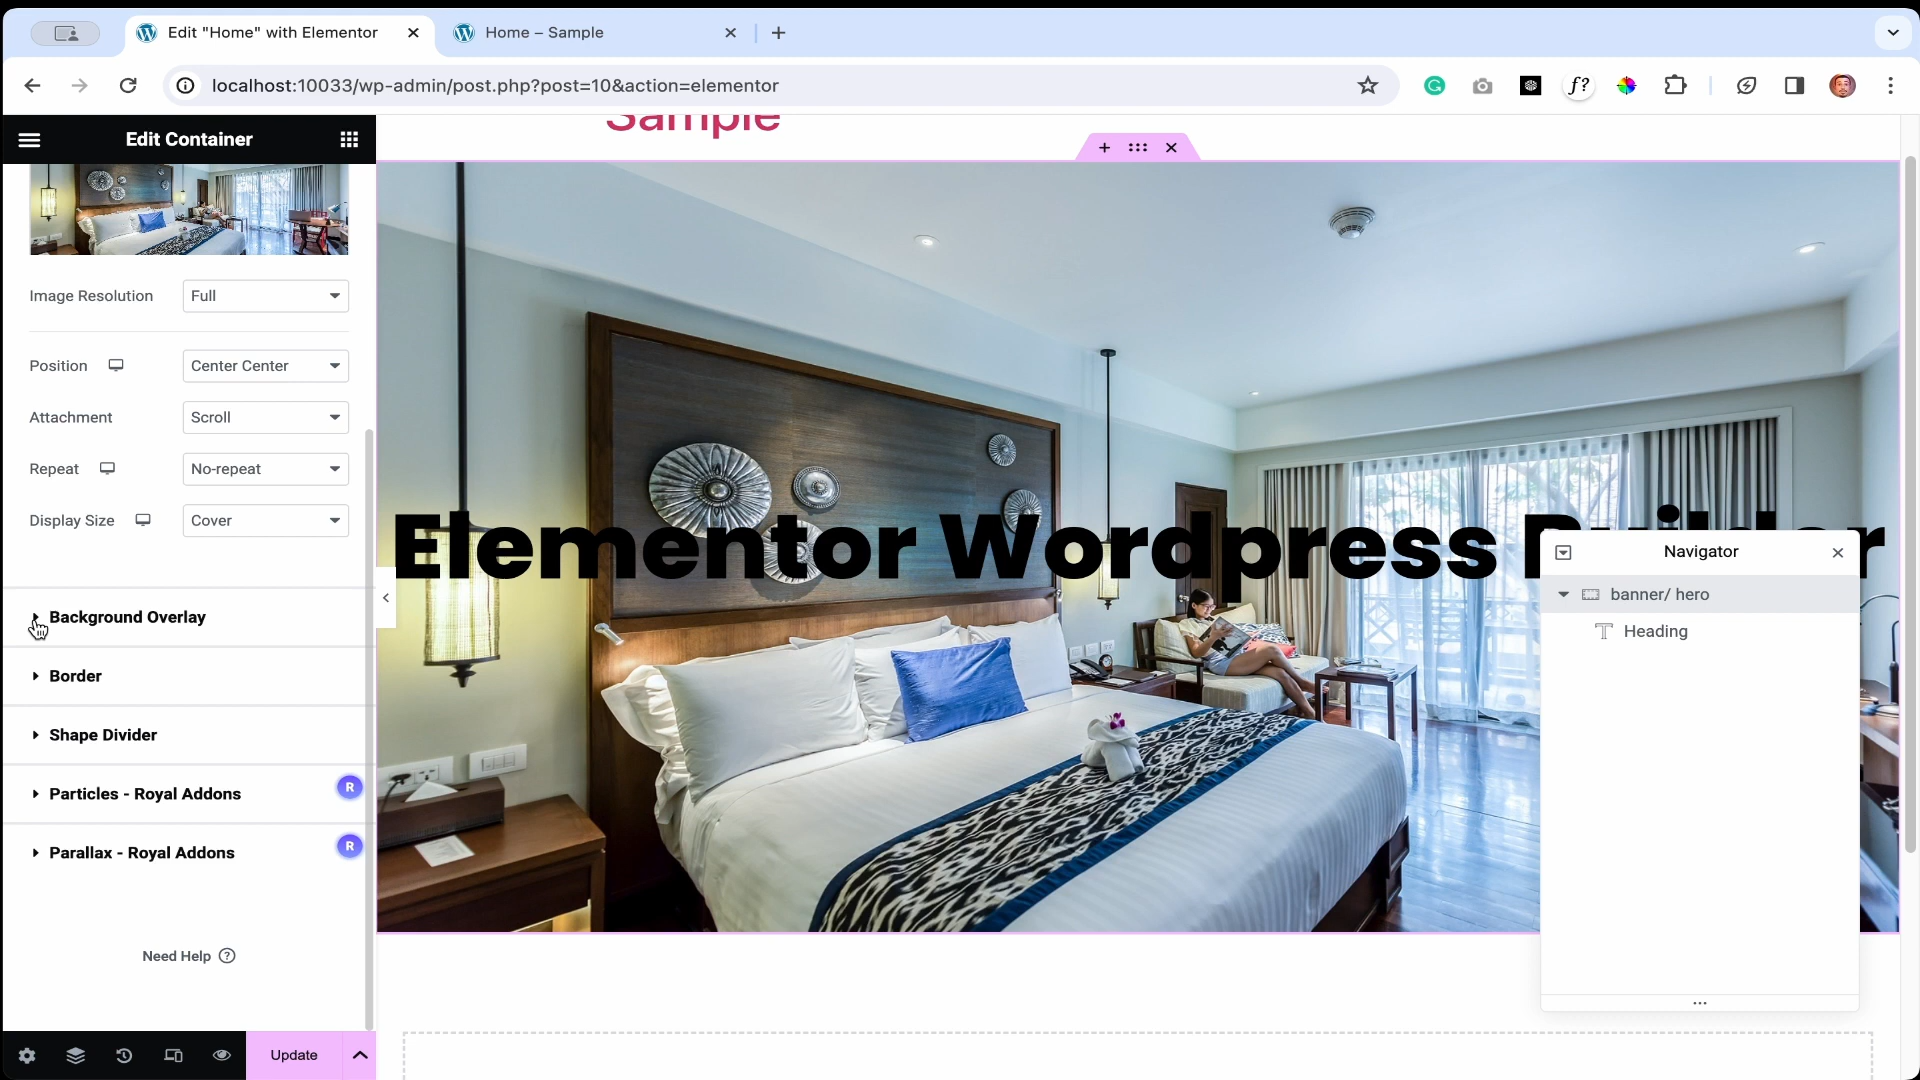 Edit "Home" with Elementor
Home – Sample
localhost:10033/wp-admin/post.php?post=10&action=elementor
f?
Edit Container
Sample
Image Resolution
Full
Position
Center Center
Attachment
Scroll
Repeat
No-repeat
Display Size
Cover
Elementor Wordpress Builder
Navigator
banner/ hero
Heading
Background Overlay
Border
Shape Divider
Particles - Royal Addons
R
Parallax - Royal Addons
R
Need Help
Update